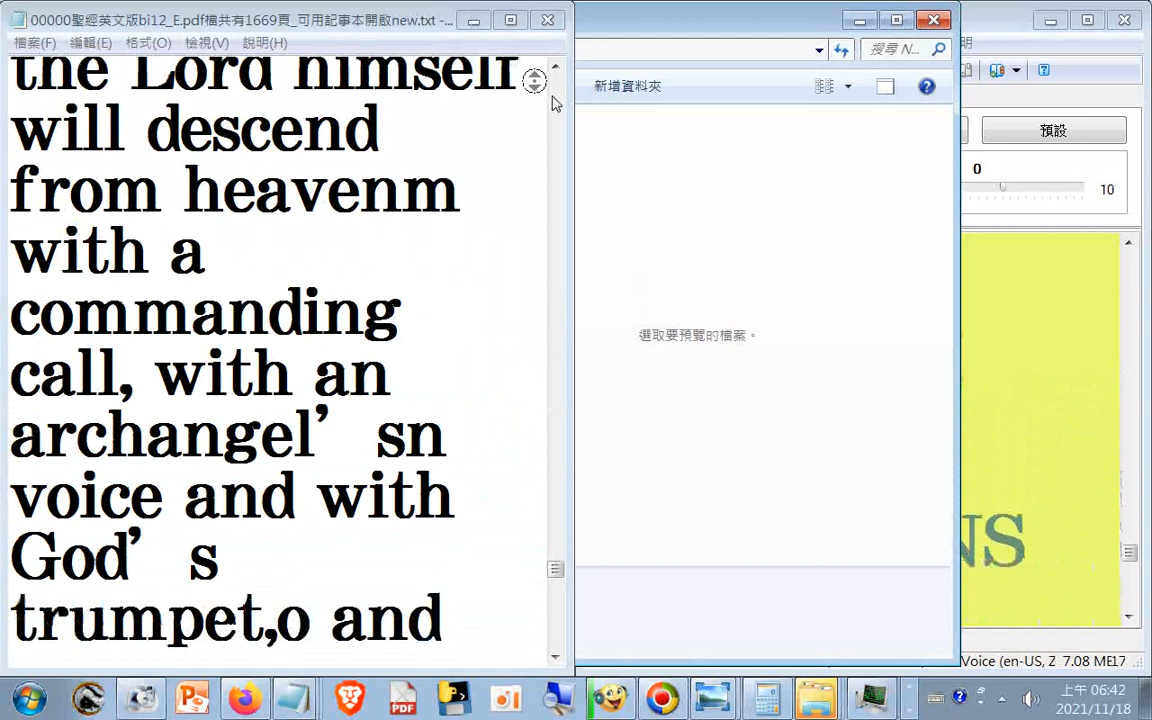 00000聖經英文版bi12_E.pdf檔共有1669頁_可用記事本開啟new.txt -...
檔案(F) 編輯(E) 格式(O) 檢視(V) 說明(H)
the Lord himself
will descend
from heavenm
with a
commanding
call, with an
archangel’sn
voice and with
God’s
trumpet,o and
搜尋 N...
新增資料夾
選取要預覽的檔案。
明
預設
0
10
NS
Voice (en-US, Z 7.08 ME17
上午 06:42
2021/11/18